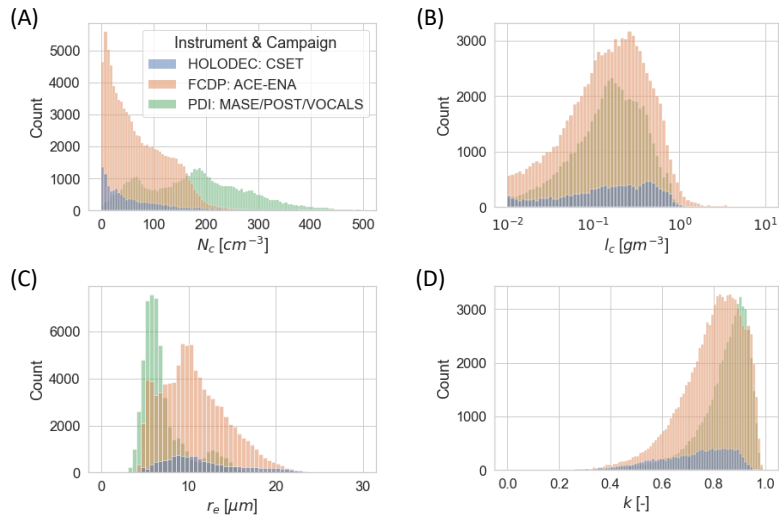 (A)
Instrument & Campaign
HOLODEC: CSET
FCDP: ACE-ENA
PDI: MASE/POST/VOCALS
Count
5000
4000
3000
2000
1000
0
0 100 200 300 400 500
N_c [cm^{-3}]
(B)
Count
3000
2000
1000
0
10^{-2} 10^{-1} 10^{0} 10^{1}
l_c [gm^{-3}]
(C)
Count
6000
4000
2000
0
0 10 20 30
r_e [μm]
(D)
Count
3000
2000
1000
0
0.0 0.2 0.4 0.6 0.8 1.0
k [-]